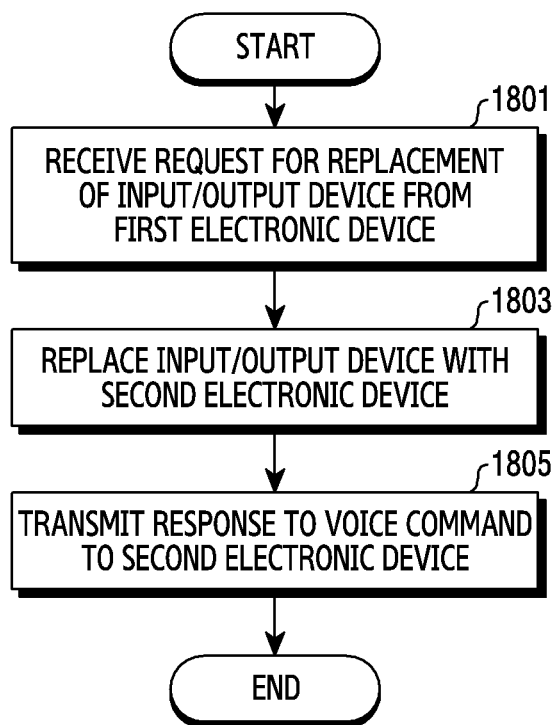 START
1801
RECEIVE REQUEST FOR REPLACEMENT
OF INPUT/OUTPUT DEVICE FROM
FIRST ELECTRONIC DEVICE
1803
REPLACE INPUT/OUTPUT DEVICE WITH
SECOND ELECTRONIC DEVICE
1805
TRANSMIT RESPONSE TO VOICE COMMAND
TO SECOND ELECTRONIC DEVICE
END